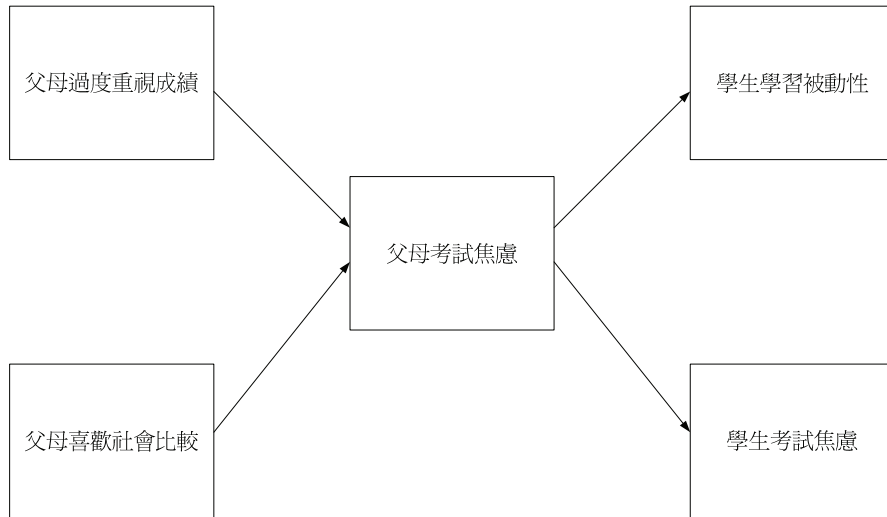 父母過度重視成績
學生學習被動性
父母考試焦慮
父母喜歡社會比較
學生考試焦慮